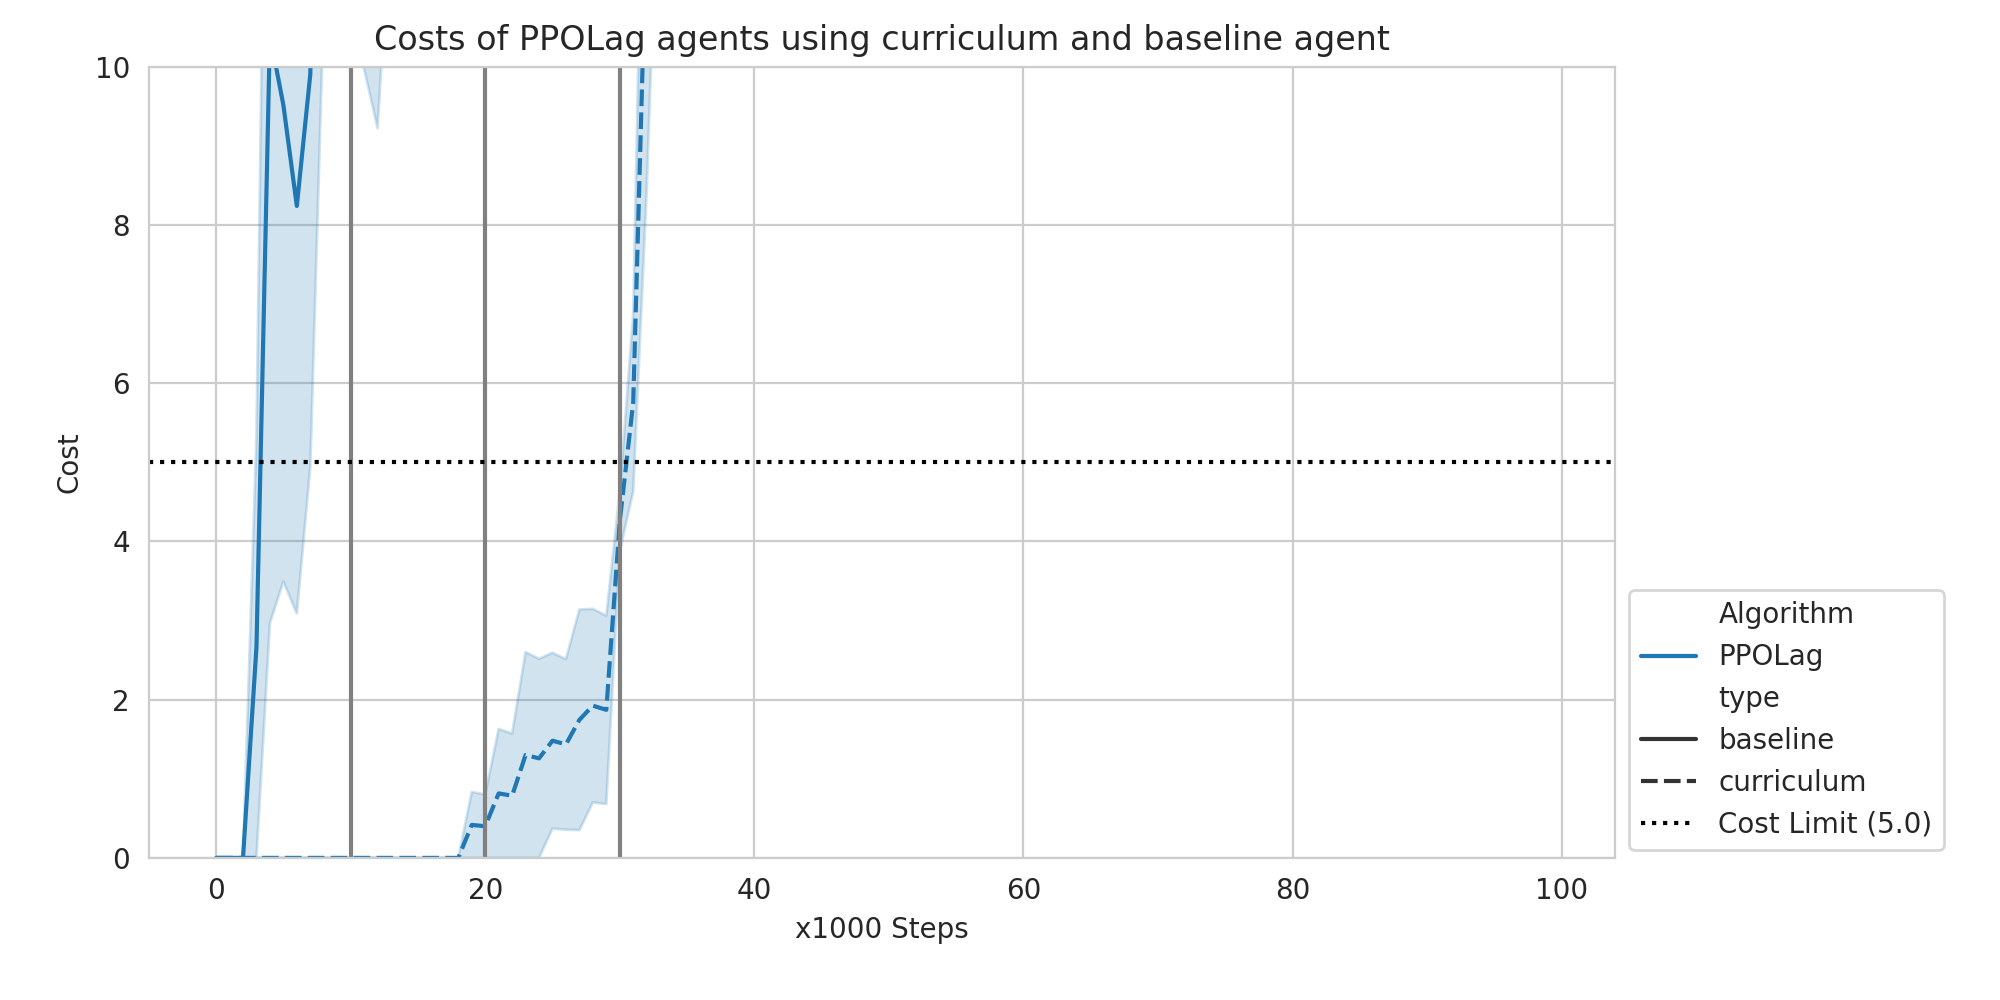 Costs of PPOLag agents using curriculum and baseline agent
10
8
6
4
2
0
Cost
0 20 40 60 80 100
x1000 Steps
Algorithm
PPOLag
type
baseline
curriculum
Cost Limit (5.0)